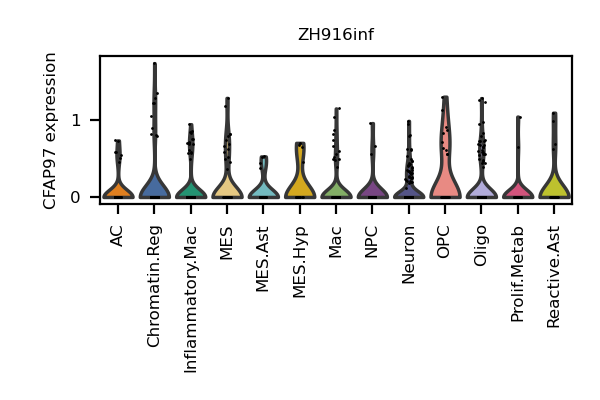 ZH916inf
CFAP97 expression
1
0
AC
Chromatin.Reg
Inflammatory.Mac
MES
MES.Ast
MES.Hyp
Mac
NPC
Neuron
OPC
Oligo
Prolif.Metab
Reactive.Ast